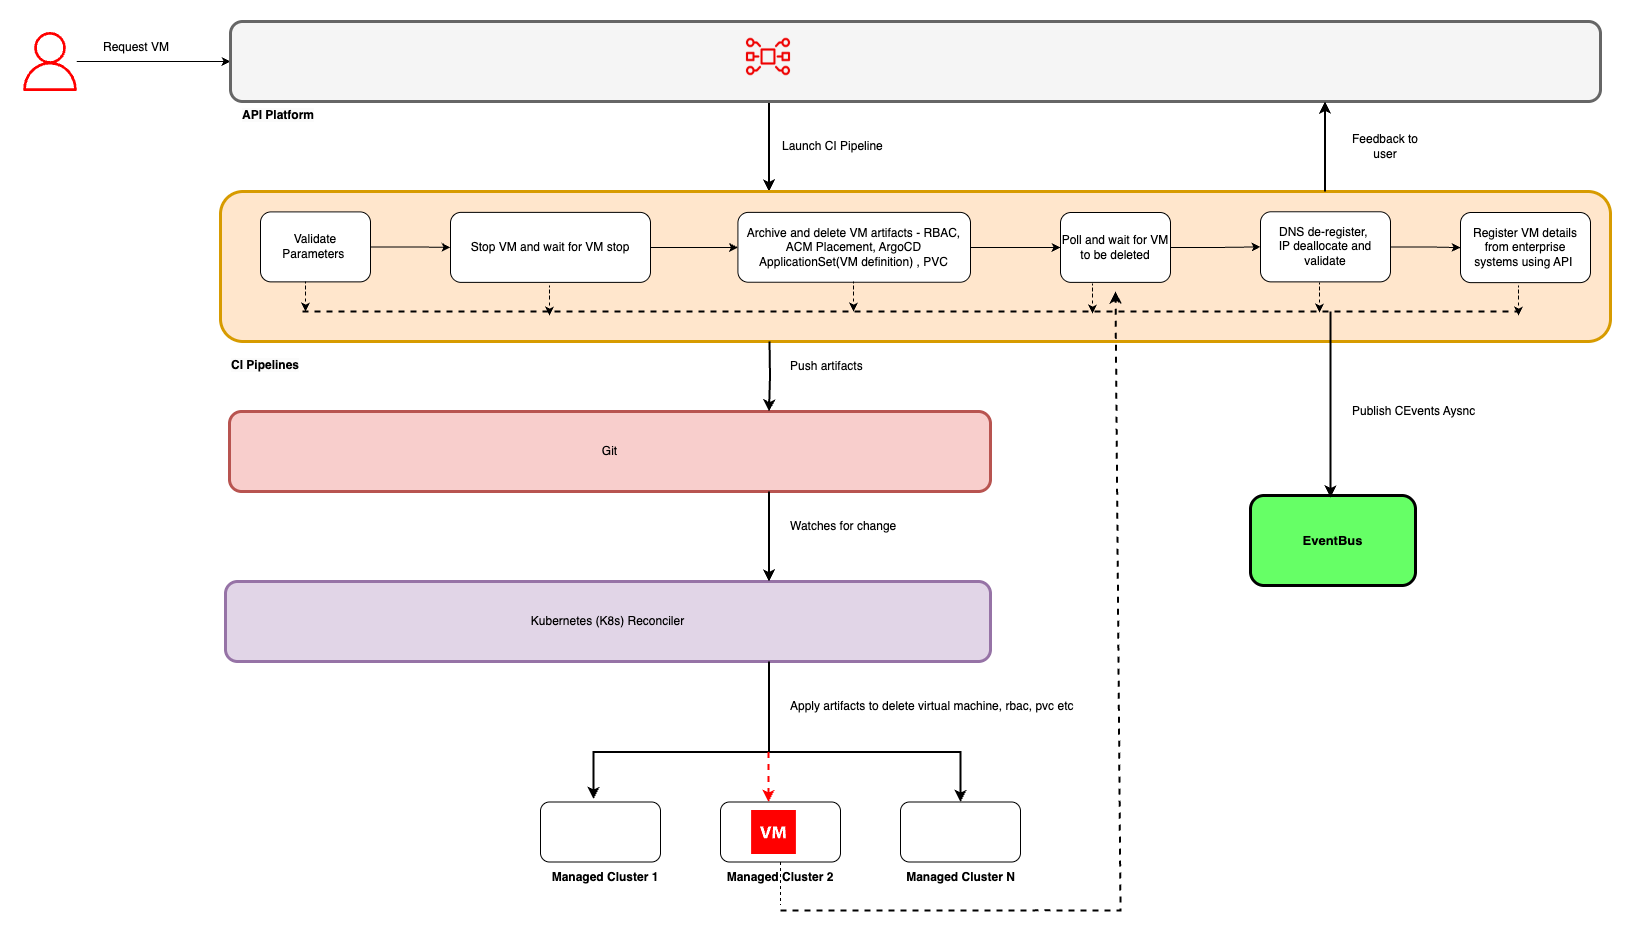 Request VM
API Platform
Launch CI Pipeline
Feedback to
user
Validate
Parameters
Stop VM and wait for VM stop
Archive and delete VM artifacts - RBAC,
ACM Placement, ArgoCD
ApplicationSet(VM definition) , PVC
Poll and wait for VM
to be deleted
DNS de-register,
IP deallocate and
validate
Register VM details
from enterprise
systems using API
CI Pipelines
Push artifacts
Publish CEvents Aysnc
Git
Watches for change
EventBus
Kubernetes (K8s) Reconciler
Apply artifacts to delete virtual machine, rbac, pvc etc
VM
Managed Cluster 1
Managed Cluster 2
Managed Cluster N